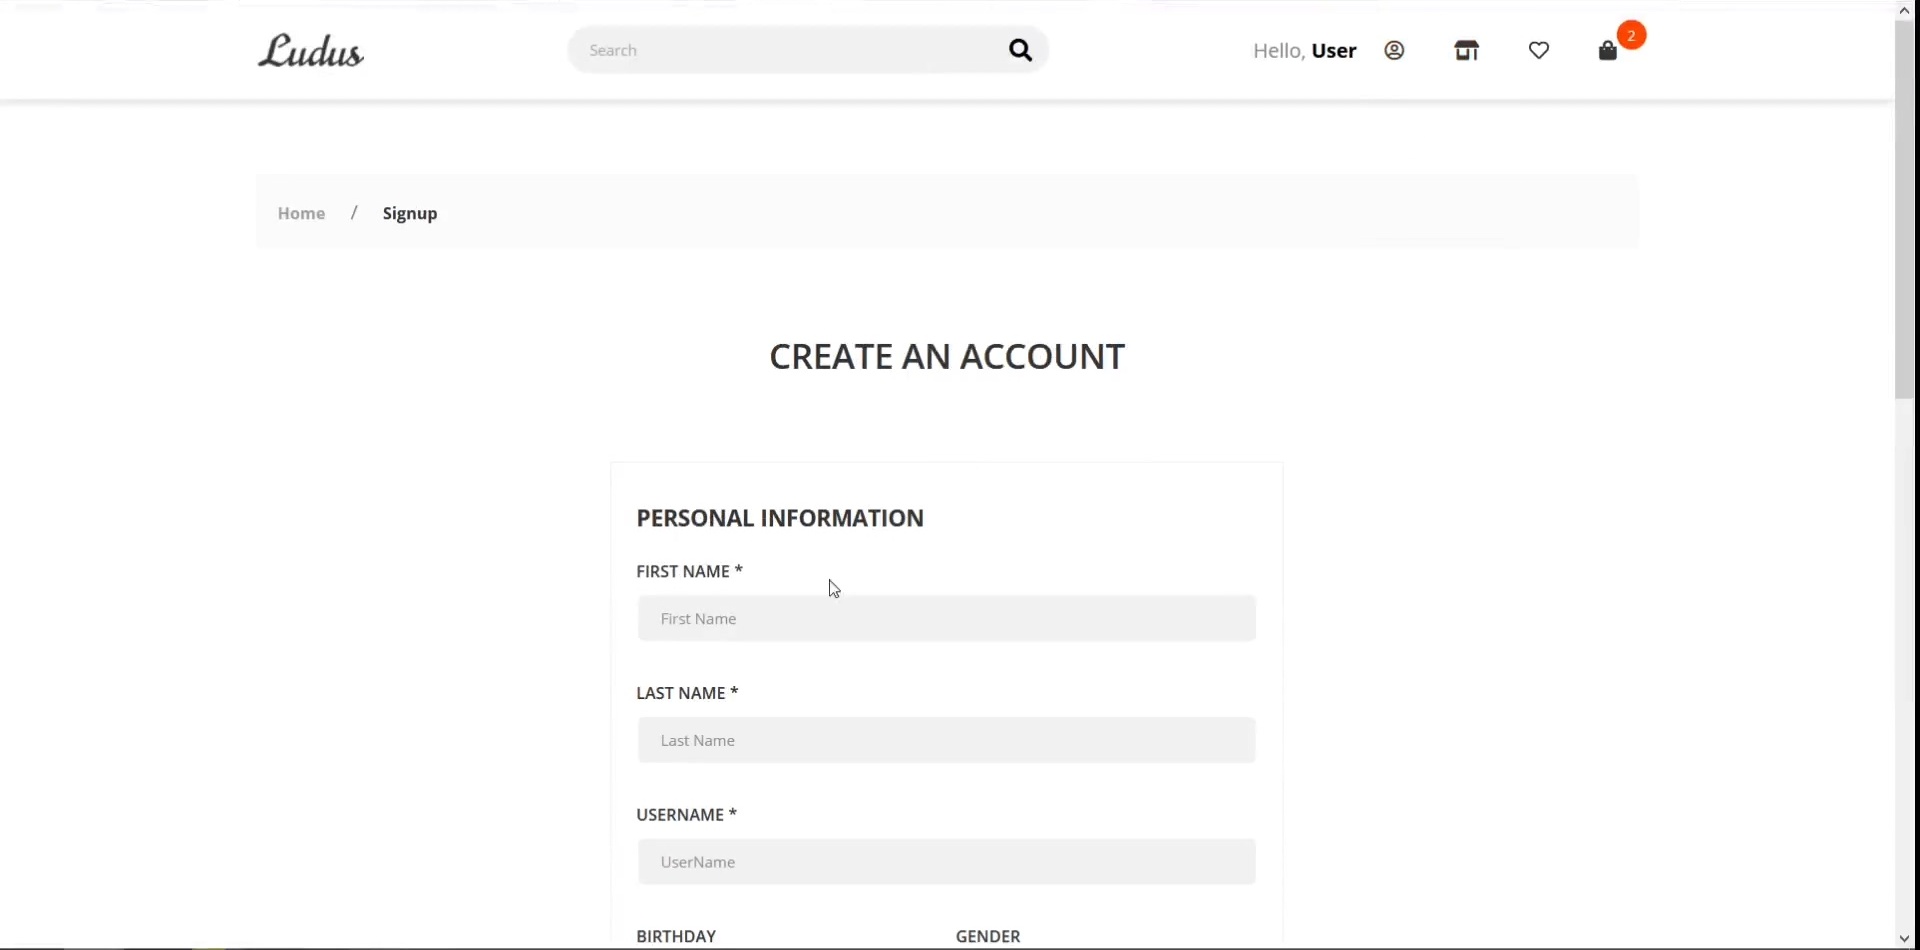 Ludus
Search
Hello, User
2
Home / Signup
CREATE AN ACCOUNT
PERSONAL INFORMATION
FIRST NAME *
First Name
LAST NAME *
Last Name
USERNAME *
UserName
BIRTHDAY GENDER